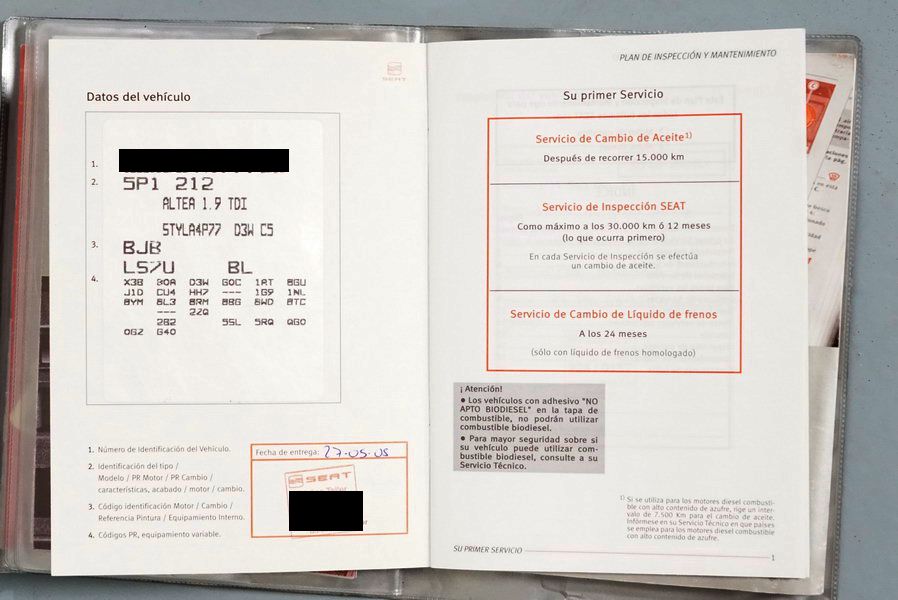 SEAT
Datos del vehículo
1.
2. 5P1 212
ALTEA 1.9 TDI
STYLA4P77 D3W C5
3. BJB
LS7U BL
4. X3B D3W G0C 1AT
J1D CU4 HH7 --- 1G9 1NL
8YM 8L3 8RM 8WD 8TC
--- 2ZQ
2B2 5SL 5RQ QG0
0G2
1. Número de Identificación del Vehículo.
2. Identificación del tipo /
Modelo / PR Motor / PR Cambio /
características, acabado / motor / cambio.
3. Código identificación Motor / Cambio /
Referencia Pintura / Equipamiento Interno.
4. Códigos PR, equipamiento variable.
Fecha de entrega: 27-05-05
SEAT
PLAN DE INSPECCIÓN Y MANTENIMIENTO
Su primer Servicio
Servicio de Cambio de Aceite1)
Después de recorrer 15.000 km
Servicio de Inspección SEAT
Como máximo a los 30.000 km ó 12 meses
(lo que ocurra primero)
En cada Servicio de Inspección se efectúa
un cambio de aceite.
Servicio de Cambio de Líquido de frenos
A los 24 meses
(sólo con líquido de frenos homologado)
¡ Atención!
• Los vehículos con adhesivo "NO
APTO BIODIESEL" en la tapa de
combustible, no podrán utilizar
combustible biodiesel.
• Para mayor seguridad sobre si
su vehículo puede utilizar com-
bustible biodiesel, consulte a su
Servicio Técnico.
1) Si se utiliza para los motores diesel combusti-
ble con alto contenido de azufre, rige un inter-
valo de 7.500 Km para el cambio de aceite.
Infórmese en su Servicio Técnico en que países
se emplea para los motores diesel combustible
con alto contenido de azufre.
SU PRIMER SERVICIO
1